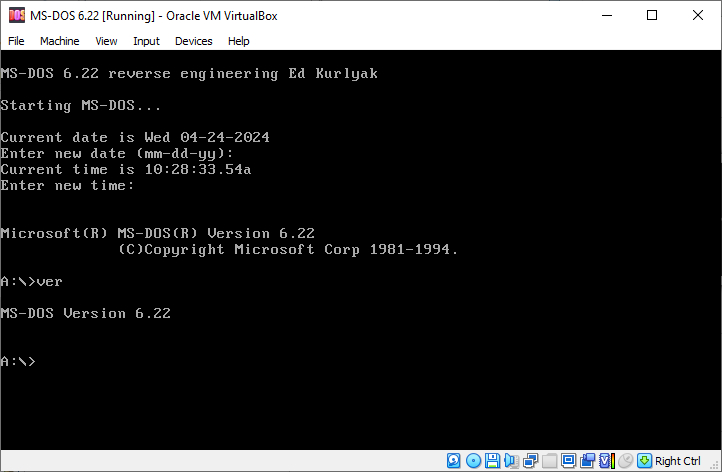 MS-DOS 6.22 [Running] - Oracle VM VirtualBox
File Machine View Input Devices Help
MS-DOS 6.22 reverse engineering Ed Kurlyak
Starting MS-DOS...
Current date is Wed 04-24-2024
Enter new date (mm-dd-yy):
Current time is 10:28:33.54a
Enter new time:
Microsoft(R) MS-DOS(R) Version 6.22
(C)Copyright Microsoft Corp 1981-1994.
A:\>ver
MS-DOS Version 6.22
A:\>
Right Ctrl